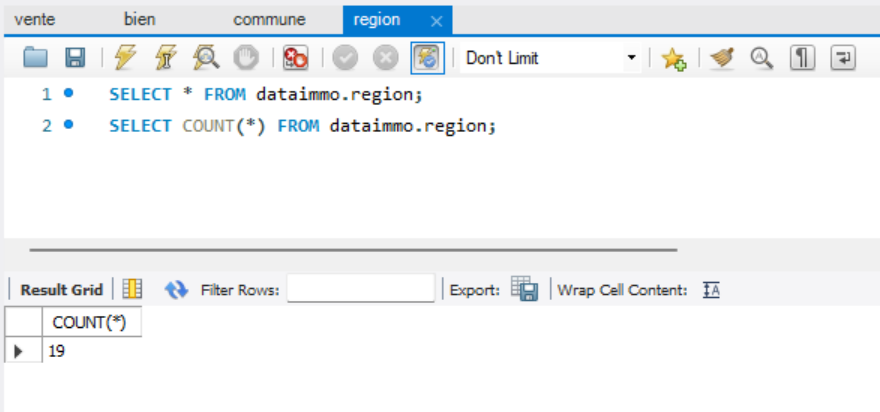 vente bien commune region
Don't Limit
1 SELECT * FROM dataimmo.region;
2 SELECT COUNT(*) FROM dataimmo.region;
Result Grid Filter Rows: Export: Wrap Cell Content:
COUNT(*)
19